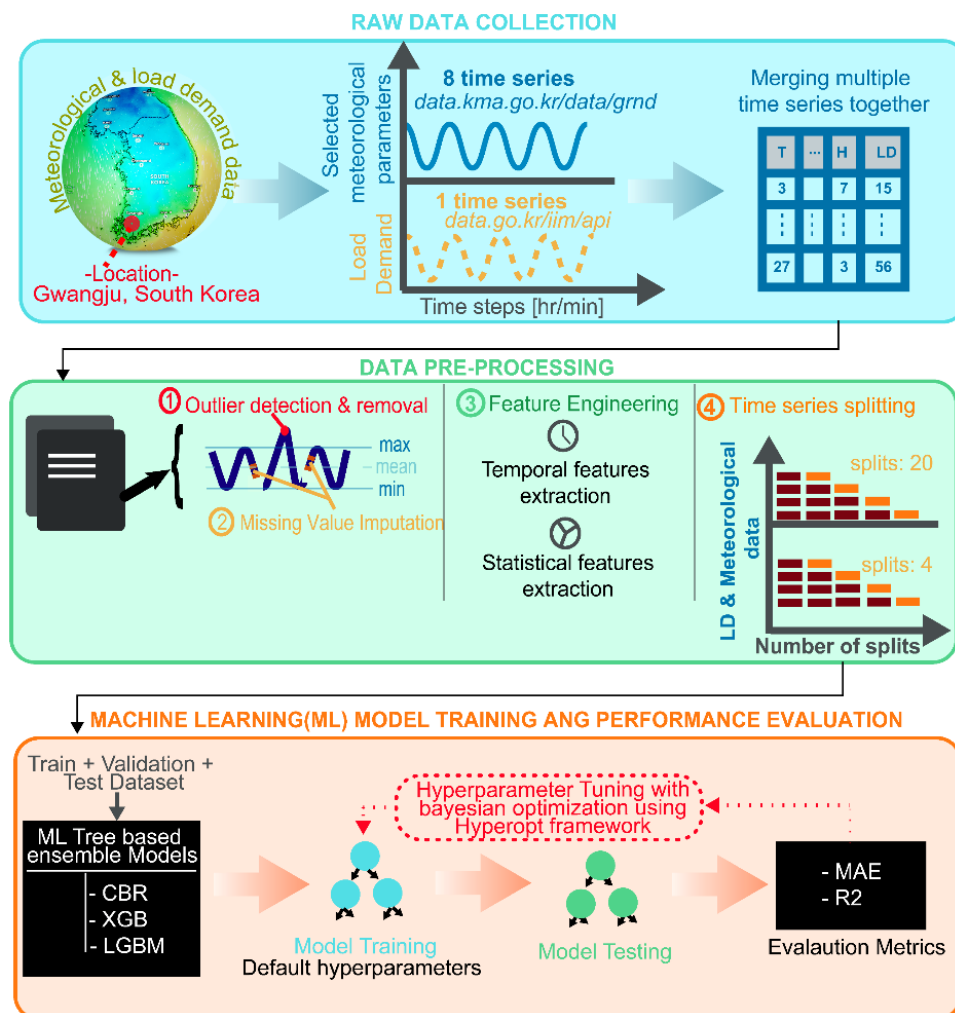 RAW DATA COLLECTION
Meteorological & load demand data
SOUTH
KOREA
-Location-
Gwangju, South Korea
Selected
meteorological
parameters
8 time series
data.kma.go.kr/data/grnd
Load
Demand
1 time series
data.go.kr/iim/api
Time steps [hr/min]
Merging multiple
time series together
T ... H LD
3 7 15
27 3 56
DATA PRE-PROCESSING
1 Outlier detection & removal
max
mean
min
2 Missing Value Imputation
3 Feature Engineering
Temporal features
extraction
Statistical features
extraction
4 Time series splitting
LD & Meteorological
data
splits: 20
splits: 4
Number of splits
MACHINE LEARNING(ML) MODEL TRAINING ANG PERFORMANCE EVALUATION
Train + Validation +
Test Dataset
ML Tree based
ensemble Models
- CBR
- XGB
- LGBM
Hyperparameter Tuning with
bayesian optimization using
Hyperopt framework
Model Training
Default hyperparameters
Model Testing
- MAE
- R2
Evalaution Metrics